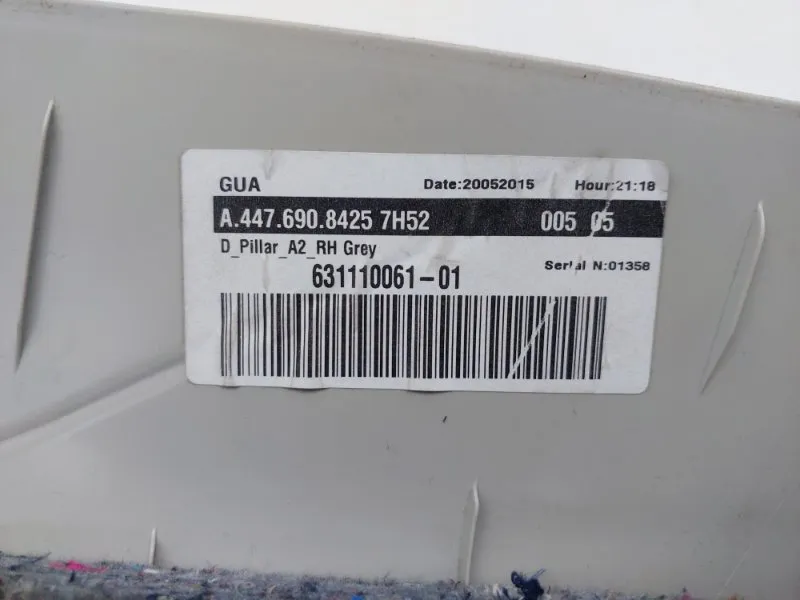 GUA Date:20052015 Hour:21:18
A.447.690.8425 7H52 005 05
D_Pillar_A2_RH Grey
Serial N:01358
631110061-01